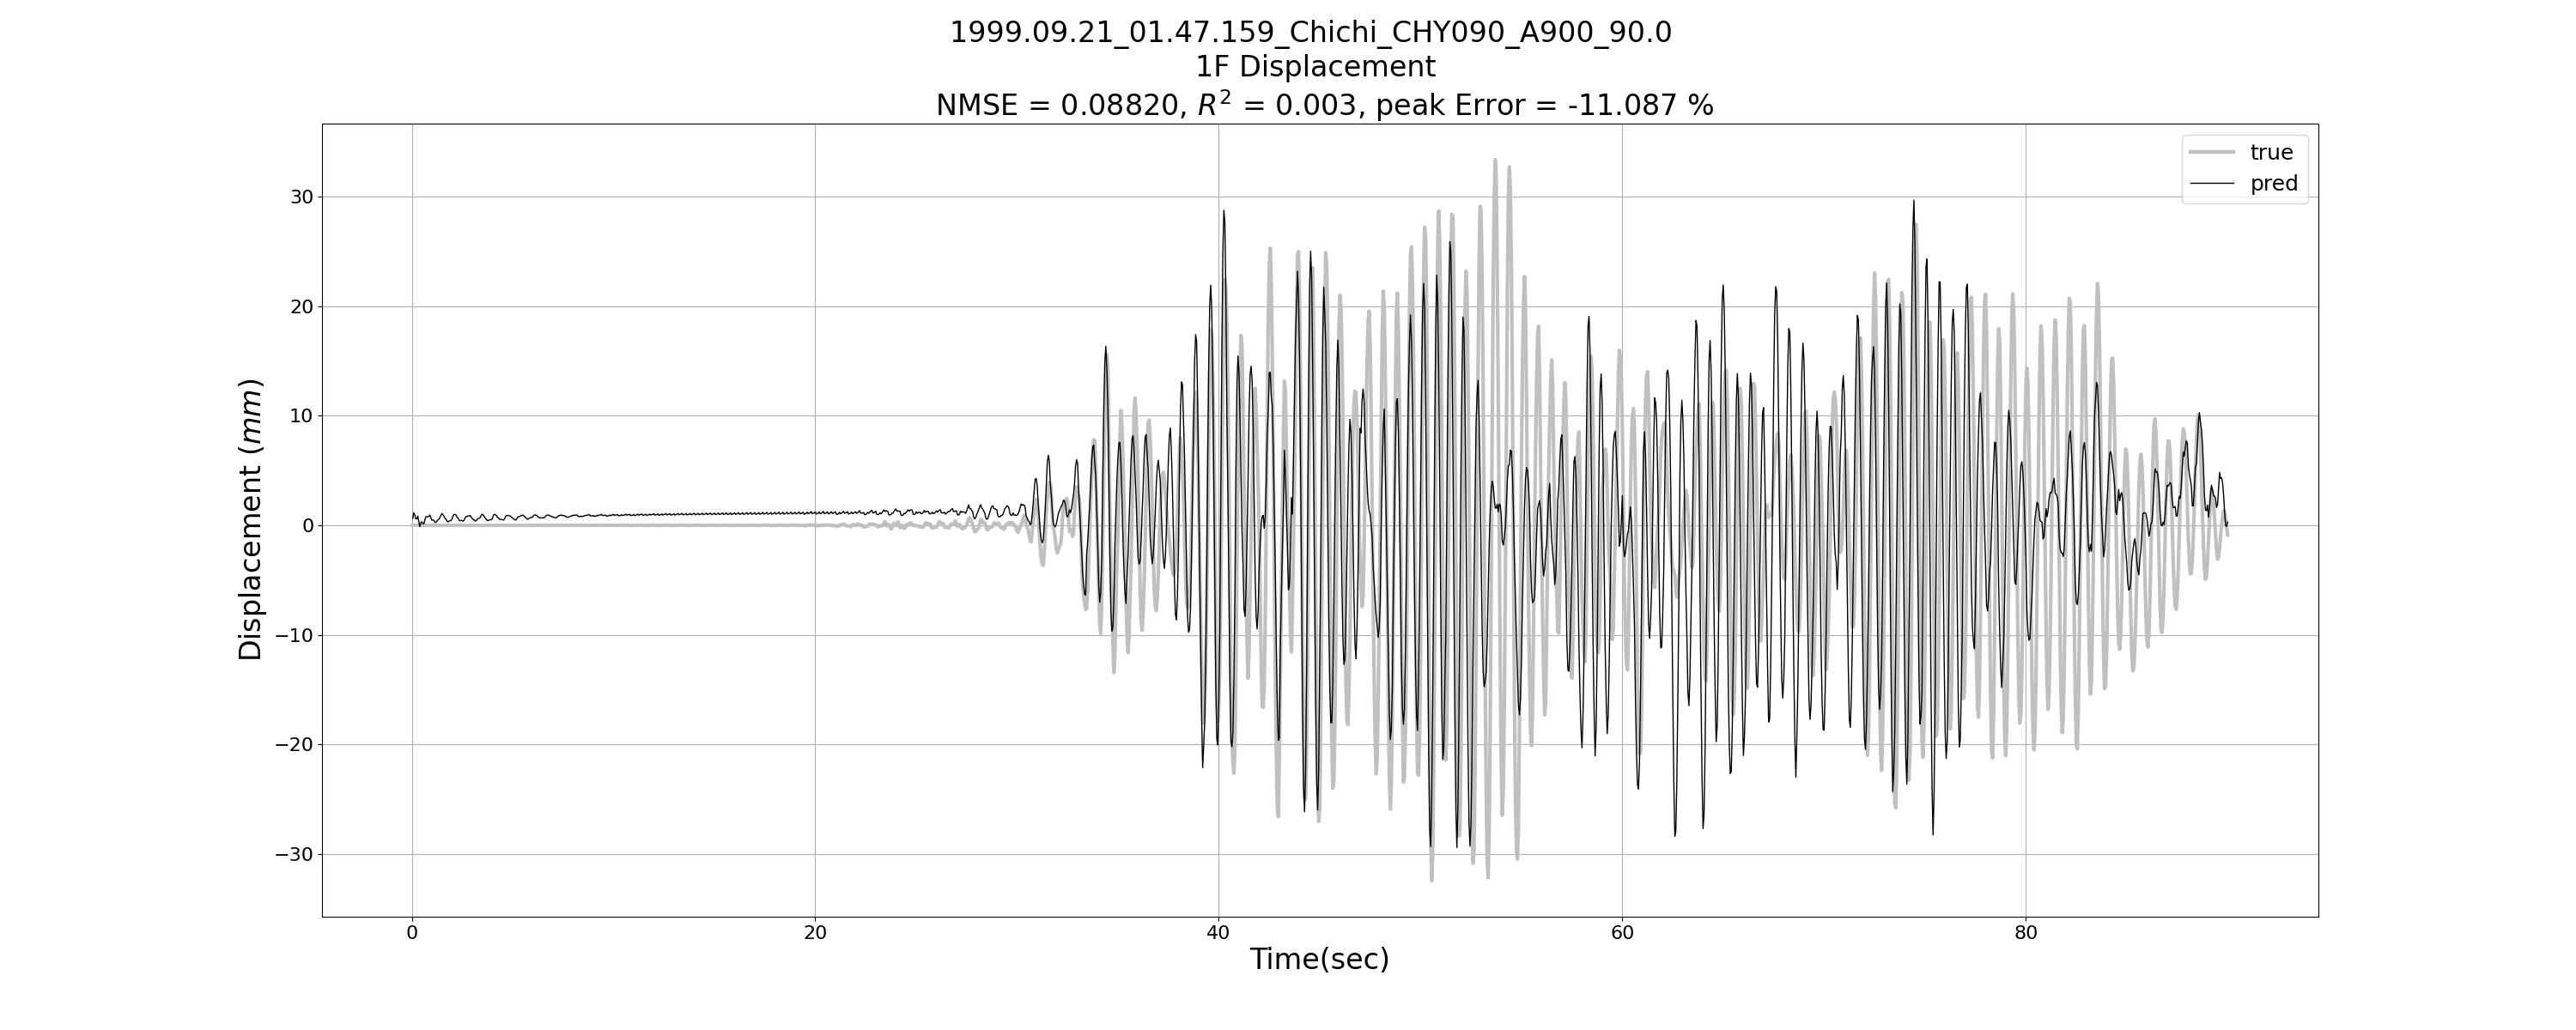 1999.09.21_01.47.159_Chichi_CHY090_A900_90.0
1F Displacement
NMSE = 0.08820, R² = 0.003, peak Error = -11.087 %
true
pred
Displacement (mm)
30
20
10
0
−10
−20
−30
0 20 40 60 80
Time(sec)